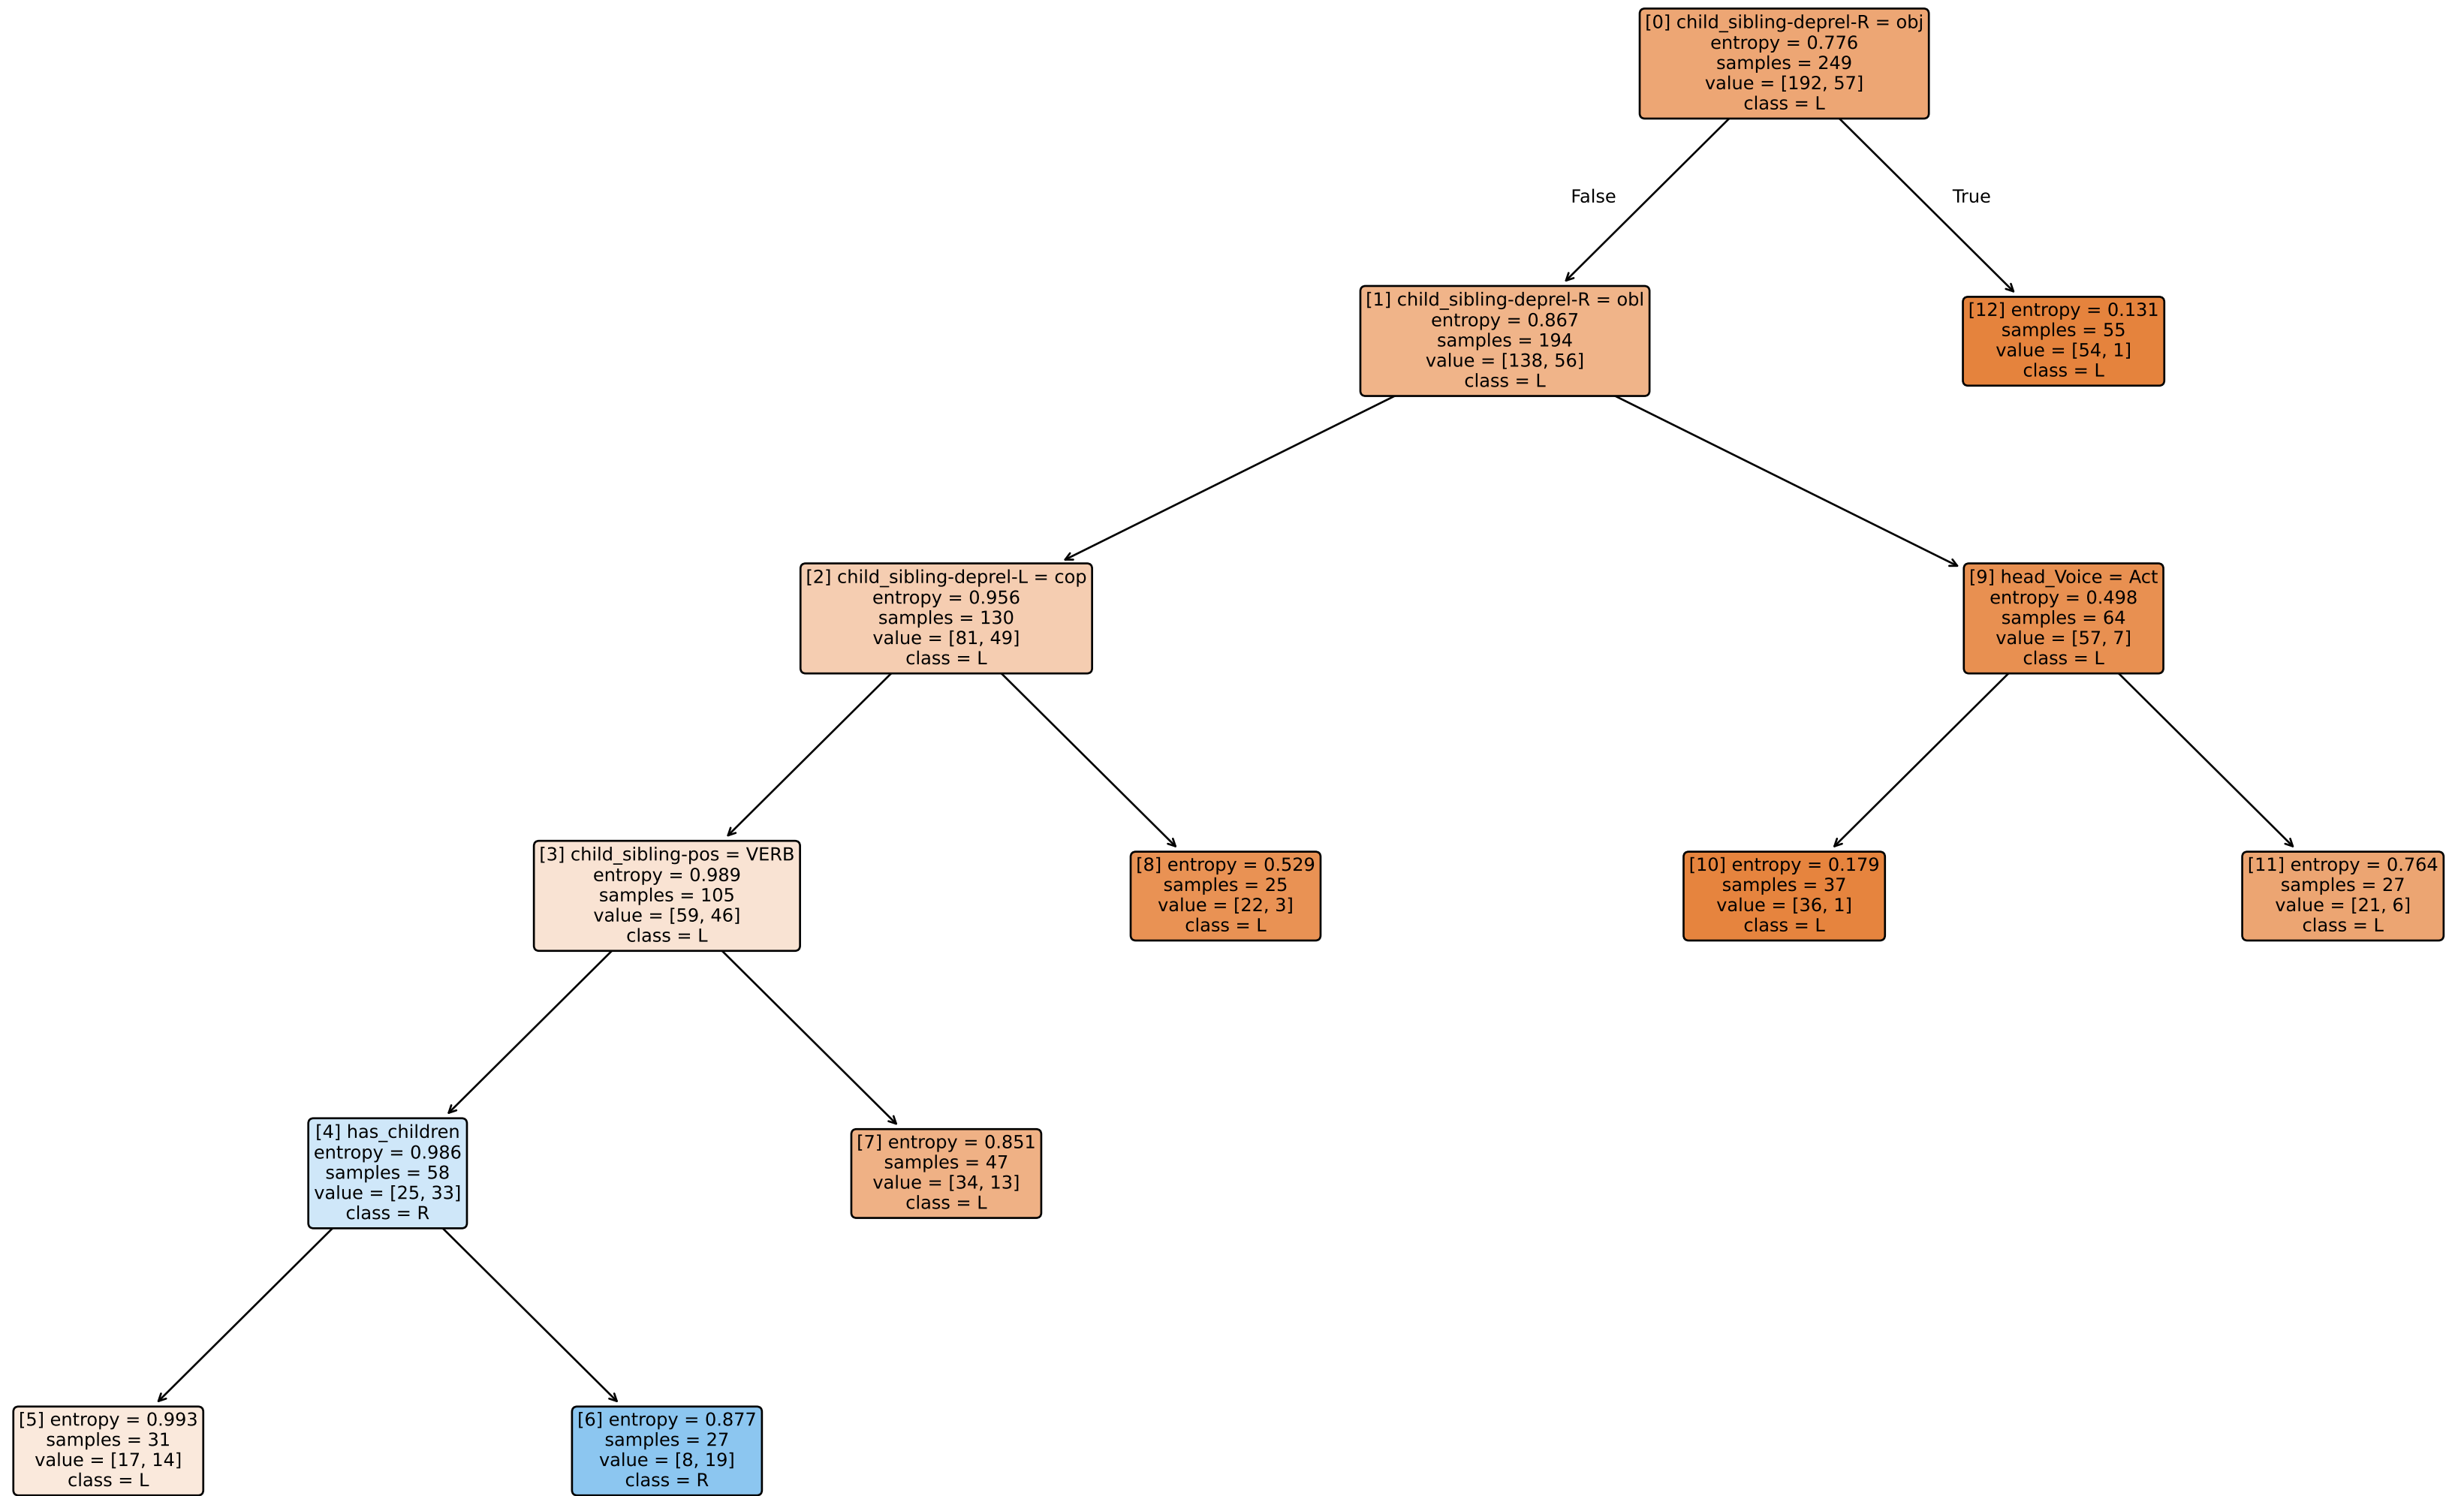 [0] child_sibling-deprel-R = obj
entropy = 0.776
samples = 249
value = [192, 57]
class = L
False
True
[1] child_sibling-deprel-R = obl
entropy = 0.867
samples = 194
value = [138, 56]
class = L
[12] entropy = 0.131
samples = 55
value = [54, 1]
class = L
[2] child_sibling-deprel-L = cop
entropy = 0.956
samples = 130
value = [81, 49]
class = L
[9] head_Voice = Act
entropy = 0.498
samples = 64
value = [57, 7]
class = L
[3] child_sibling-pos = VERB
entropy = 0.989
samples = 105
value = [59, 46]
class = L
[8] entropy = 0.529
samples = 25
value = [22, 3]
class = L
[10] entropy = 0.179
samples = 37
value = [36, 1]
class = L
[11] entropy = 0.764
samples = 27
value = [21, 6]
class = L
[4] has_children
entropy = 0.986
samples = 58
value = [25, 33]
class = R
[7] entropy = 0.851
samples = 47
value = [34, 13]
class = L
[5] entropy = 0.993
samples = 31
value = [17, 14]
class = L
[6] entropy = 0.877
samples = 27
value = [8, 19]
class = R